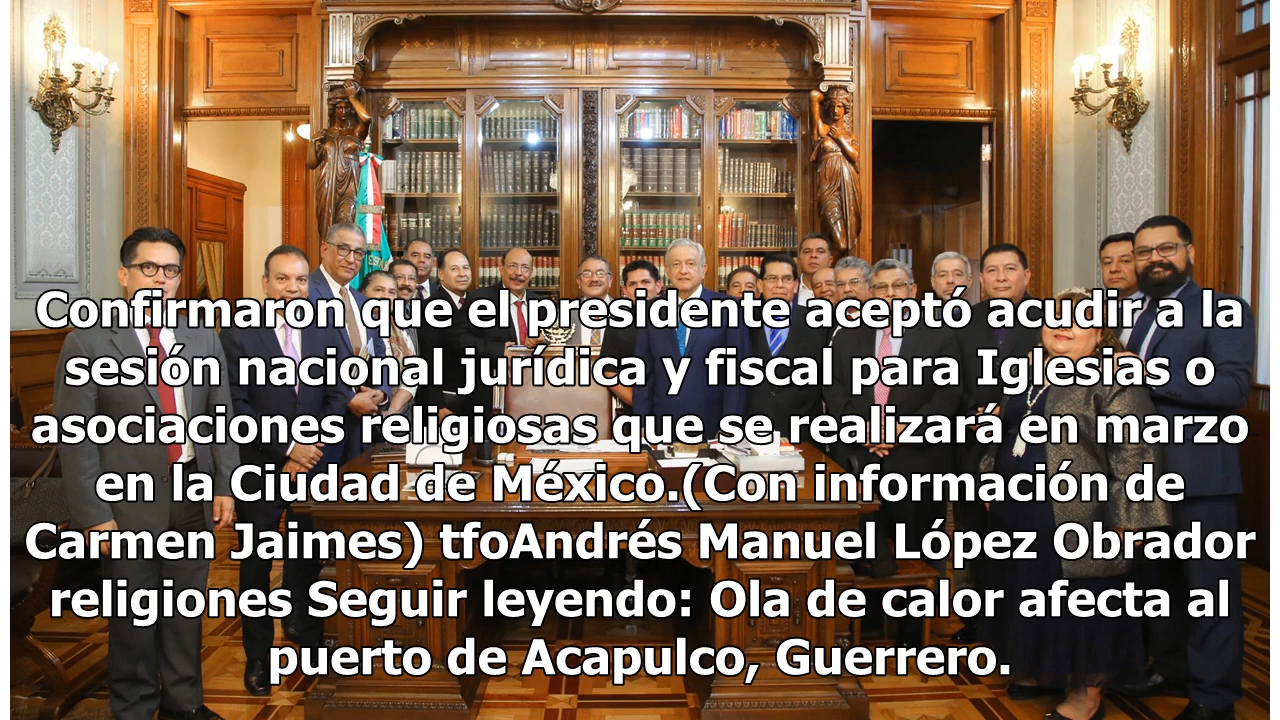 Confirmaron que el presidente aceptó acudir a la
sesión nacional jurídica y fiscal para Iglesias o
asociaciones religiosas que se realizará en marzo
en la Ciudad de México.(Con información de
Carmen Jaimes) tfoAndrés Manuel López Obrador
religiones Seguir leyendo: Ola de calor afecta al
puerto de Acapulco, Guerrero.